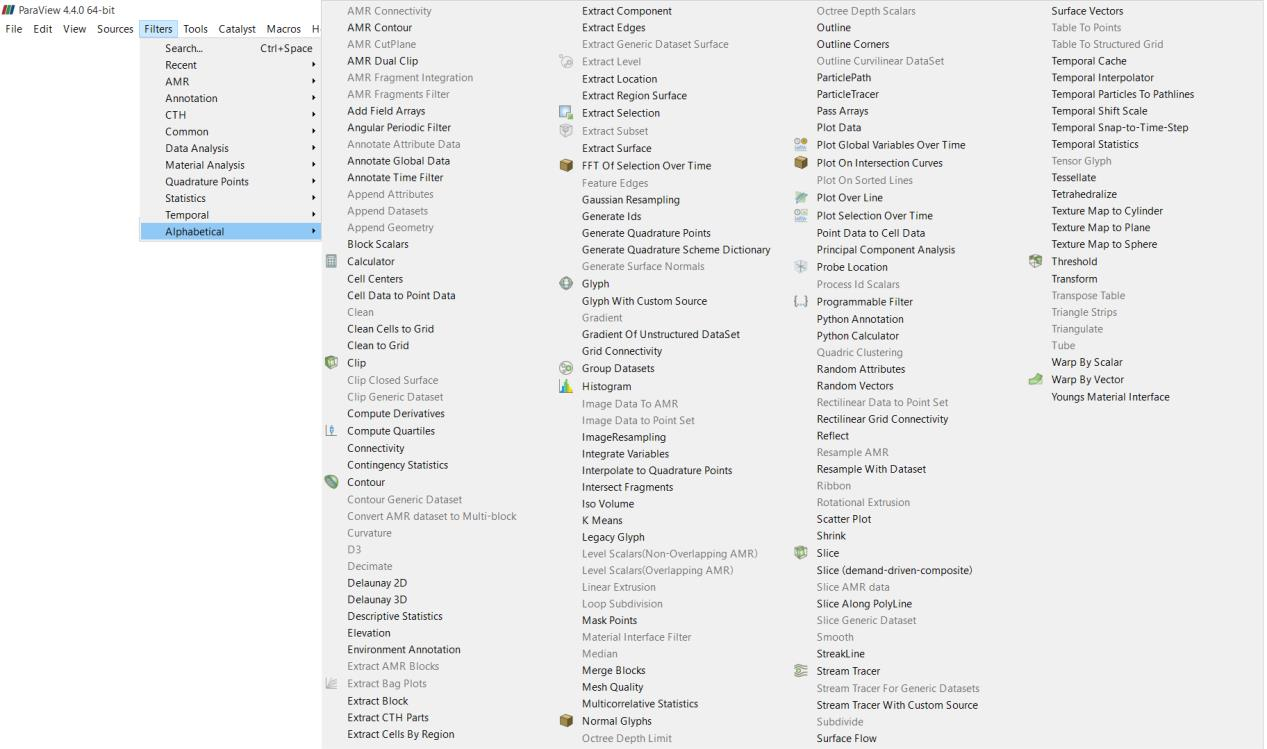 ParaView 4.4.0 64-bit
File Edit View Sources Filters Tools Catalyst Macros H
Search... Ctrl+Space
Recent
AMR
Annotation
CTH
Common
Data Analysis
Material Analysis
Quadrature Points
Statistics
Temporal
Alphabetical
AMR Connectivity
AMR Contour
AMR CutPlane
AMR Dual Clip
AMR Fragment Integration
AMR Fragments Filter
Add Field Arrays
Angular Periodic Filter
Annotate Attribute Data
Annotate Global Data
Annotate Time Filter
Append Attributes
Append Datasets
Append Geometry
Block Scalars
Calculator
Cell Centers
Cell Data to Point Data
Clean
Clean Cells to Grid
Clean to Grid
Clip
Clip Closed Surface
Clip Generic Dataset
Compute Derivatives
Compute Quartiles
Connectivity
Contingency Statistics
Contour
Contour Generic Dataset
Convert AMR dataset to Multi-block
Curvature
D3
Decimate
Delaunay 2D
Delaunay 3D
Descriptive Statistics
Elevation
Environment Annotation
Extract AMR Blocks
Extract Bag Plots
Extract Block
Extract CTH Parts
Extract Cells By Region
Extract Component
Extract Edges
Extract Generic Dataset Surface
Extract Level
Extract Location
Extract Region Surface
Extract Selection
Extract Subset
Extract Surface
FFT Of Selection Over Time
Feature Edges
Gaussian Resampling
Generate Ids
Generate Quadrature Points
Generate Quadrature Scheme Dictionary
Generate Surface Normals
Glyph
Glyph With Custom Source
Gradient
Gradient Of Unstructured DataSet
Grid Connectivity
Group Datasets
Histogram
Image Data To AMR
Image Data to Point Set
ImageResampling
Integrate Variables
Interpolate to Quadrature Points
Intersect Fragments
Iso Volume
K Means
Legacy Glyph
Level Scalars(Non-Overlapping AMR)
Level Scalars(Overlapping AMR)
Linear Extrusion
Loop Subdivision
Mask Points
Material Interface Filter
Median
Merge Blocks
Mesh Quality
Multicorrelative Statistics
Normal Glyphs
Octree Depth Limit
Octree Depth Scalars
Outline
Outline Corners
Outline Curvilinear DataSet
ParticlePath
ParticleTracer
Pass Arrays
Plot Data
Plot Global Variables Over Time
Plot On Intersection Curves
Plot On Sorted Lines
Plot Over Line
Plot Selection Over Time
Point Data to Cell Data
Principal Component Analysis
Probe Location
Process Id Scalars
Programmable Filter
Python Annotation
Python Calculator
Quadric Clustering
Random Attributes
Random Vectors
Rectilinear Data to Point Set
Rectilinear Grid Connectivity
Reflect
Resample AMR
Resample With Dataset
Ribbon
Rotational Extrusion
Scatter Plot
Shrink
Slice
Slice (demand-driven-composite)
Slice AMR data
Slice Along PolyLine
Slice Generic Dataset
Smooth
StreakLine
Stream Tracer
Stream Tracer For Generic Datasets
Stream Tracer With Custom Source
Subdivide
Surface Flow
Surface Vectors
Table To Points
Table To Structured Grid
Temporal Cache
Temporal Interpolator
Temporal Particles To Pathlines
Temporal Shift Scale
Temporal Snap-to-Time-Step
Temporal Statistics
Tensor Glyph
Tessellate
Tetrahedralize
Texture Map to Cylinder
Texture Map to Plane
Texture Map to Sphere
Threshold
Transform
Transpose Table
Triangle Strips
Triangulate
Tube
Warp By Scalar
Warp By Vector
Youngs Material Interface